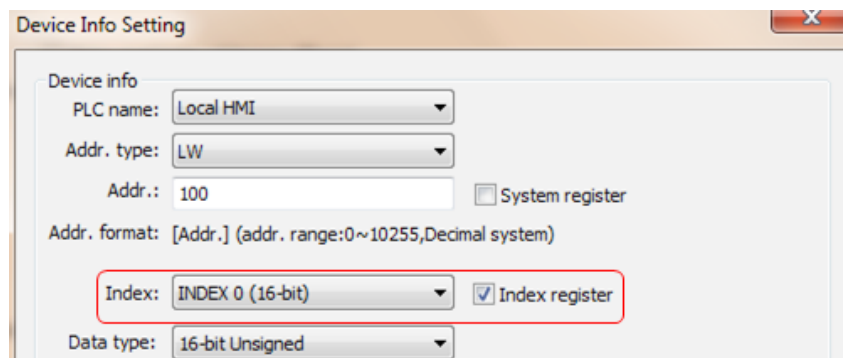 Device Info Setting
Device info
PLC name: Local HMI
Addr. type: LW
Addr.: 100 System register
Addr. format: [Addr.] (addr. range:0~10255,Decimal system)
Index: INDEX 0 (16-bit) Index register
Data type: 16-bit Unsigned